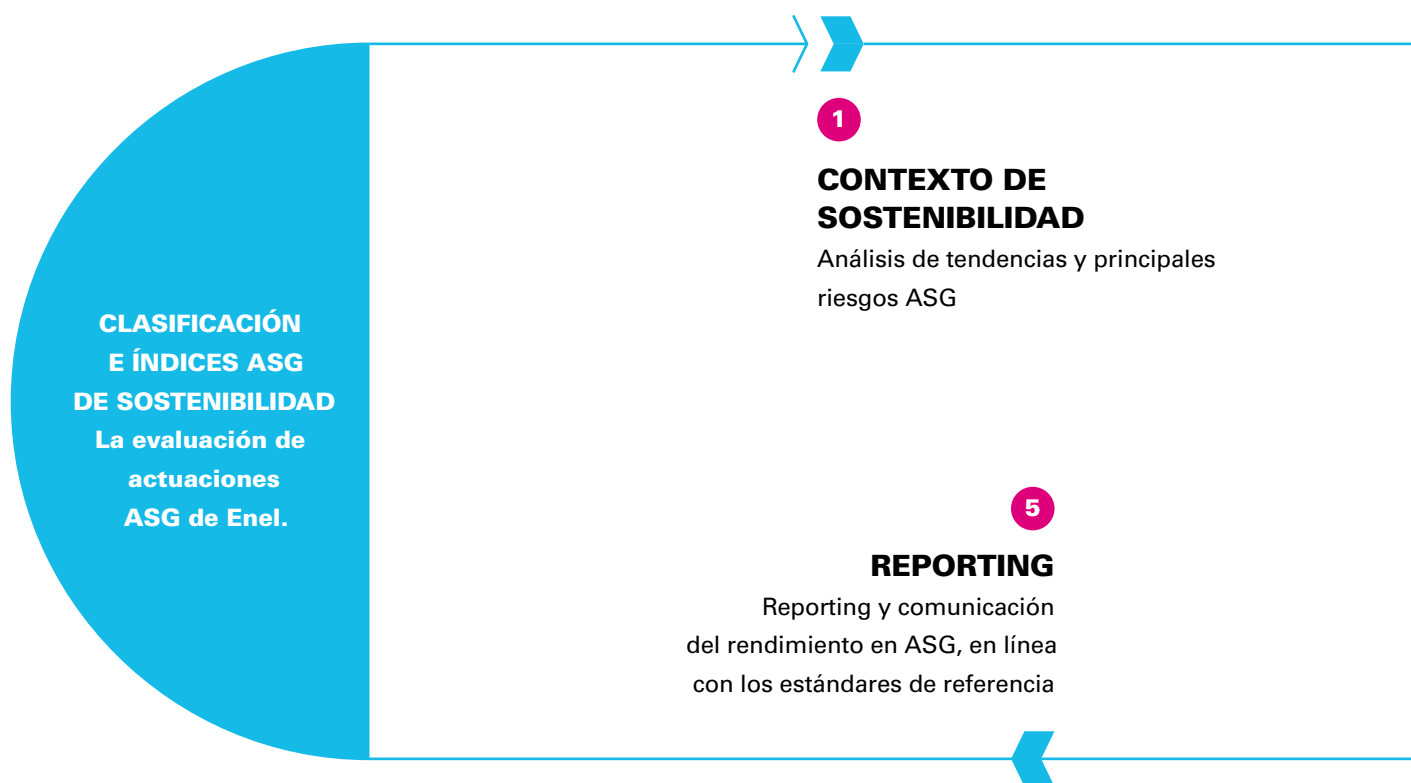 CLASIFICACIÓN
E ÍNDICES ASG
DE SOSTENIBILIDAD
La evaluación de
actuaciones
ASG de Enel.
1
CONTEXTO DE
SOSTENIBILIDAD
Análisis de tendencias y principales
riesgos ASG
5
REPORTING
Reporting y comunicación
del rendimiento en ASG, en línea
con los estándares de referencia